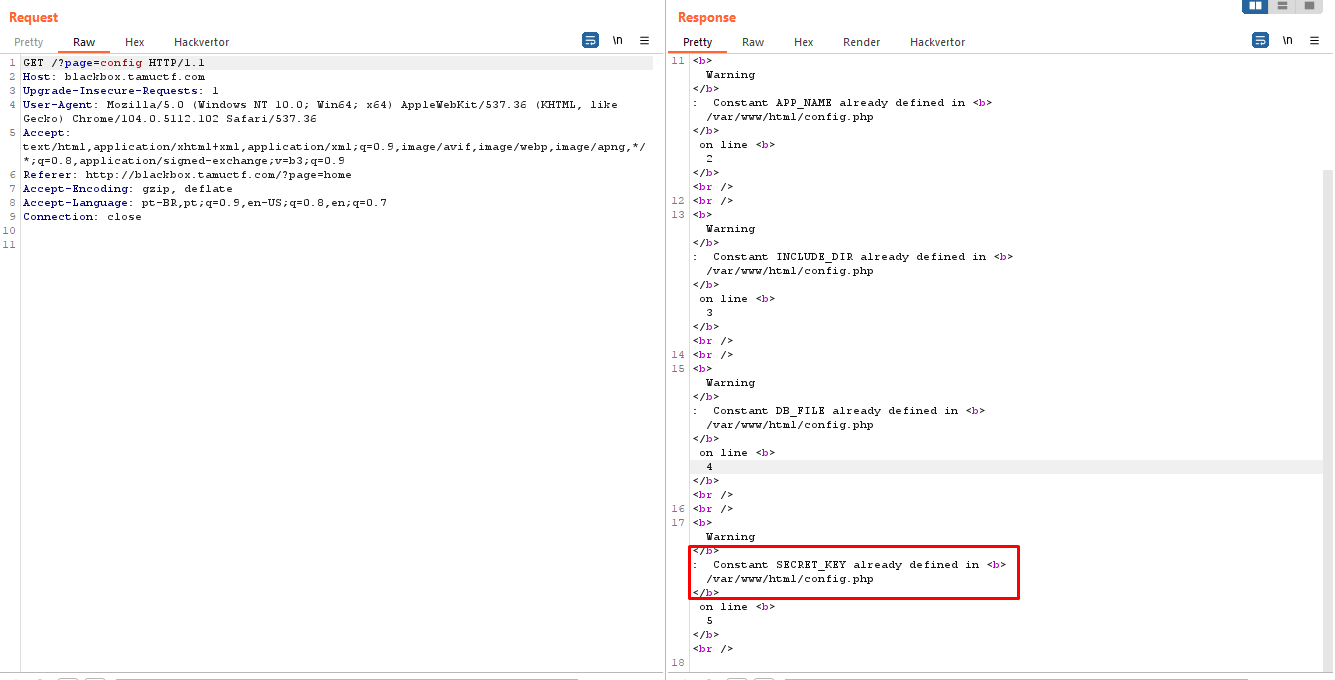 Request
Pretty Raw Hex Hackvertor \n
1 GET /?page=config HTTP/1.1
2 Host: blackbox.tamuctf.com
3 Upgrade-Insecure-Requests: 1
4 User-Agent: Mozilla/5.0 (Windows NT 10.0; Win64; x64) AppleWebKit/537.36 (KHTML, like
Gecko) Chrome/104.0.5112.102 Safari/537.36
5 Accept:
text/html,application/xhtml+xml,application/xml;q=0.9,image/avif,image/webp,image/apng,*/
*;q=0.8,application/signed-exchange;v=b3;q=0.9
6 Referer: http://blackbox.tamuctf.com/?page=home
7 Accept-Encoding: gzip, deflate
8 Accept-Language: pt-BR,pt;q=0.9,en-US;q=0.8,en;q=0.7
9 Connection: close
10
11
Response
Pretty Raw Hex Render Hackvertor \n
11 <b>
Warning
</b>
: Constant APP_NAME already defined in <b>
/var/www/html/config.php
</b>
on line <b>
2
</b>
<br />
12 <br />
13 <b>
Warning
</b>
: Constant INCLUDE_DIR already defined in <b>
/var/www/html/config.php
</b>
on line <b>
3
</b>
<br />
14 <br />
15 <b>
Warning
</b>
: Constant DB_FILE already defined in <b>
/var/www/html/config.php
</b>
on line <b>
4
</b>
<br />
16 <br />
17 <b>
Warning
</b>
: Constant SECRET_KEY already defined in <b>
/var/www/html/config.php
</b>
on line <b>
5
</b>
<br />
18